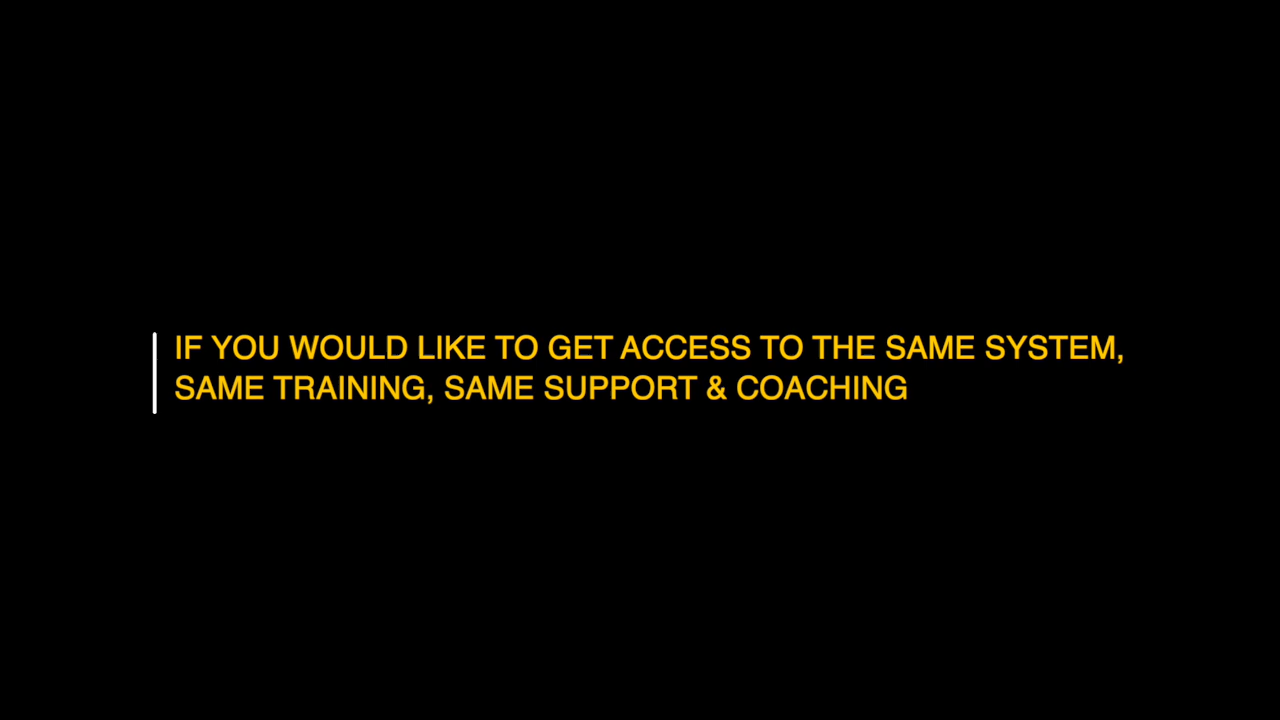 IF YOU WOULD LIKE TO GET ACCESS TO THE SAME SYSTEM,
SAME TRAINING, SAME SUPPORT & COACHING